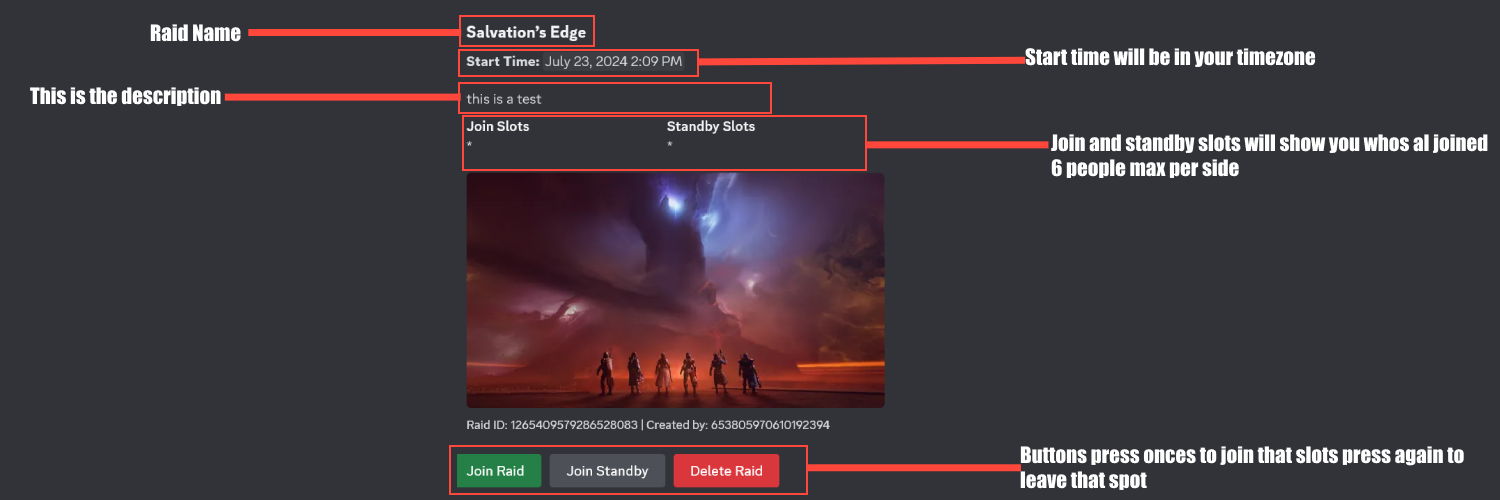 Raid Name
Salvation's Edge
Start Time: July 23, 2024 2:09 PM
Start time will be in your timezone
This is the description
this is a test
Join Slots
*
Standby Slots
*
Join and standby slots will show you whos al joined
6 people max per side
Raid ID: 1265409579286528083 | Created by: 653805970610192394
Join Raid
Join Standby
Delete Raid
Buttons press onces to join that slots press again to
leave that spot